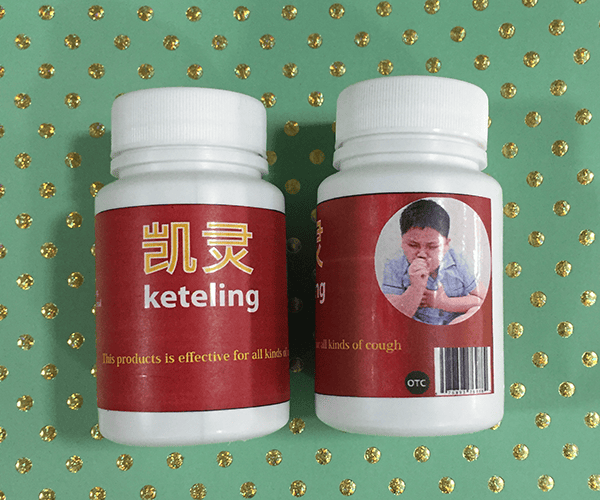 凯灵
keteling
This products is effective for all kinds of
ng
all kinds of cough
OTC